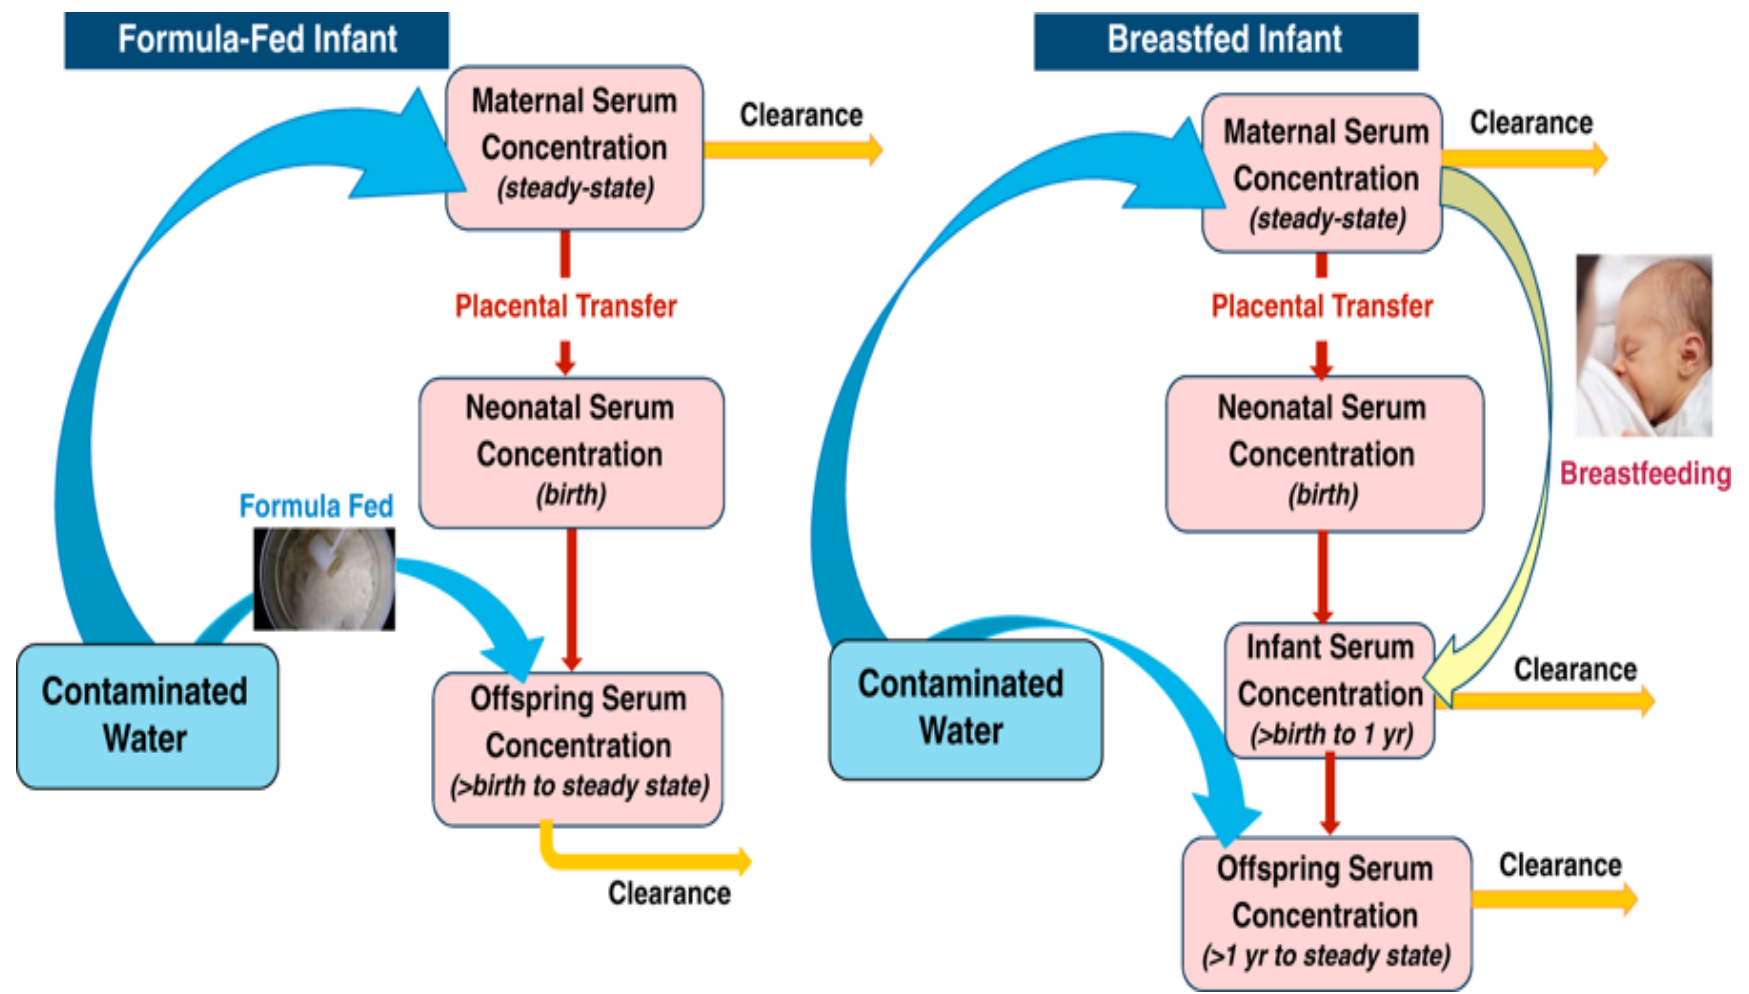 Formula-Fed Infant
Maternal Serum
Concentration
(steady-state)
Clearance
Placental Transfer
Neonatal Serum
Concentration
(birth)
Formula Fed
Contaminated
Water
Offspring Serum
Concentration
(>birth to steady state)
Clearance
Breastfed Infant
Maternal Serum
Concentration
(steady-state)
Clearance
Placental Transfer
Neonatal Serum
Concentration
(birth)
Breastfeeding
Contaminated
Water
Infant Serum
Concentration
(>birth to 1 yr)
Clearance
Offspring Serum
Concentration
(>1 yr to steady state)
Clearance